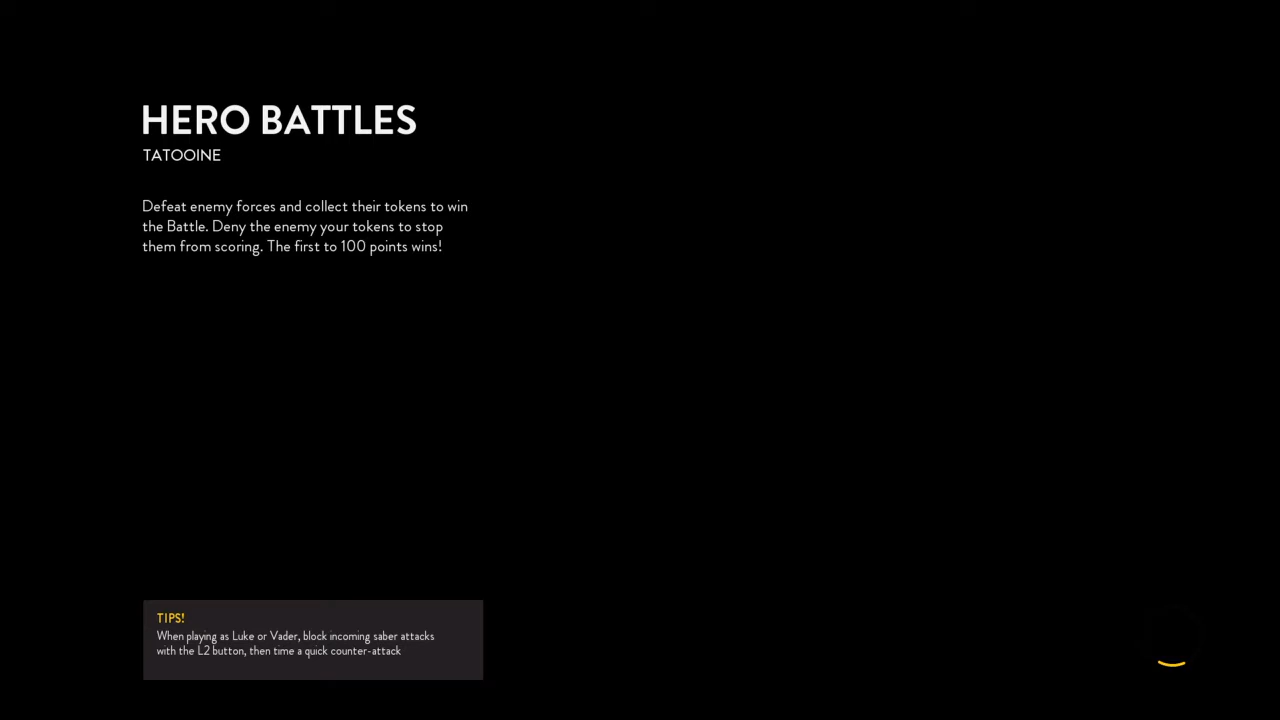 HERO BATTLES
TATOOINE
Defeat enemy forces and collect their tokens to win
the Battle. Deny the enemy your tokens to stop
them from scoring. The first to 100 points wins!
TIPS!
When playing as Luke or Vader, block incoming saber attacks
with the L2 button, then time a quick counter-attack